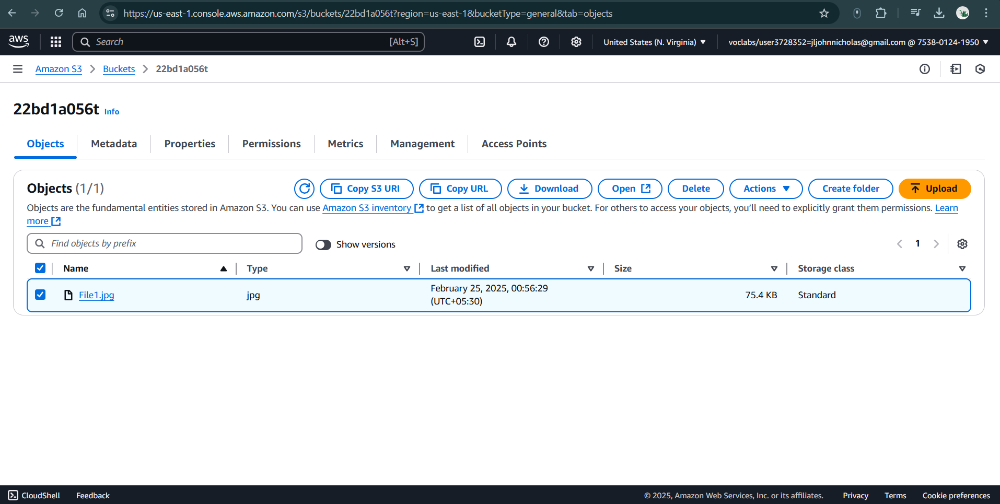 https://us-east-1.console.aws.amazon.com/s3/buckets/22bd1a056t?region=us-east-1&bucketType=general&tab=objects
aws Search [Alt+S] United States (N. Virginia) voclabs/user3728352=jljohnnicholas@gmail.com @ 7538-0124-1950
Amazon S3 Buckets 22bd1a056t
22bd1a056t Info
Objects Metadata Properties Permissions Metrics Management Access Points
Objects (1/1) Copy S3 URI Copy URL Download Open Delete Actions Create folder Upload
Objects are the fundamental entities stored in Amazon S3. You can use Amazon S3 inventory to get a list of all objects in your bucket. For others to access your objects, you’ll need to explicitly grant them permissions. Learn
more
Find objects by prefix Show versions 1
Name Type Last modified Size Storage class
File1.jpg jpg February 25, 2025, 00:56:29 75.4 KB Standard
(UTC+05:30)
CloudShell Feedback © 2025, Amazon Web Services, Inc. or its affiliates. Privacy Terms Cookie preferences